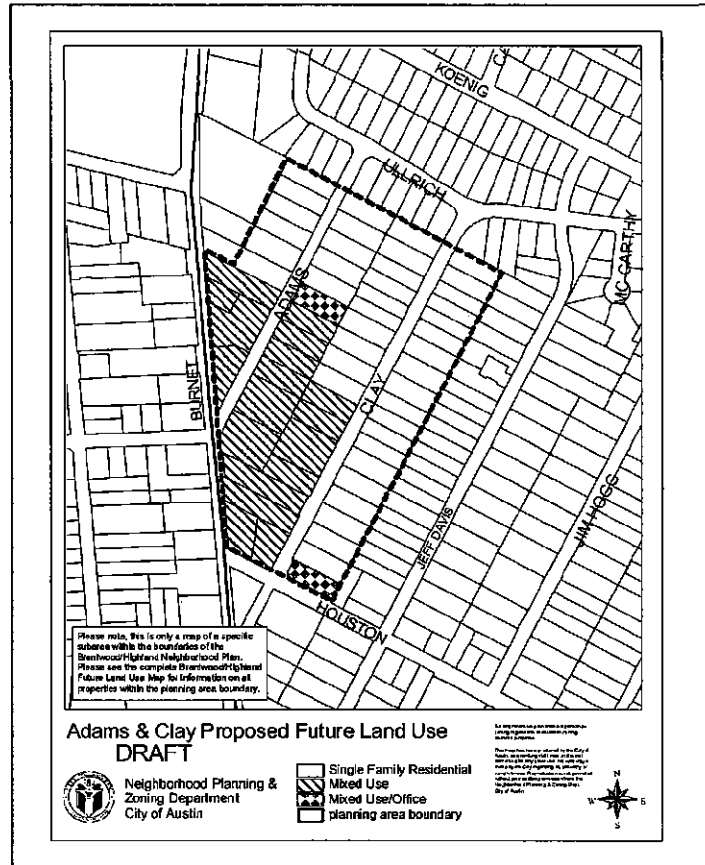 KOENIG
ULLRICH
MC CARTHY
ADAMS
BURNET
CLAY
JIM HOGG
JEFF DAVIS
HOUSTON
Please note, this is only a map of a specific
subarea within the boundaries of the
Brentwood/Highland Neighborhood Plan.
Please see the complete Brentwood/Highland
Future Land Use Map for information on all
properties within the planning area boundary.
Adams & Clay Proposed Future Land Use
DRAFT
Neighborhood Planning &
Zoning Department
City of Austin
Single Family Residential
Mixed Use
Mixed Use/Office
planning area boundary
City of Austin
N
W
S